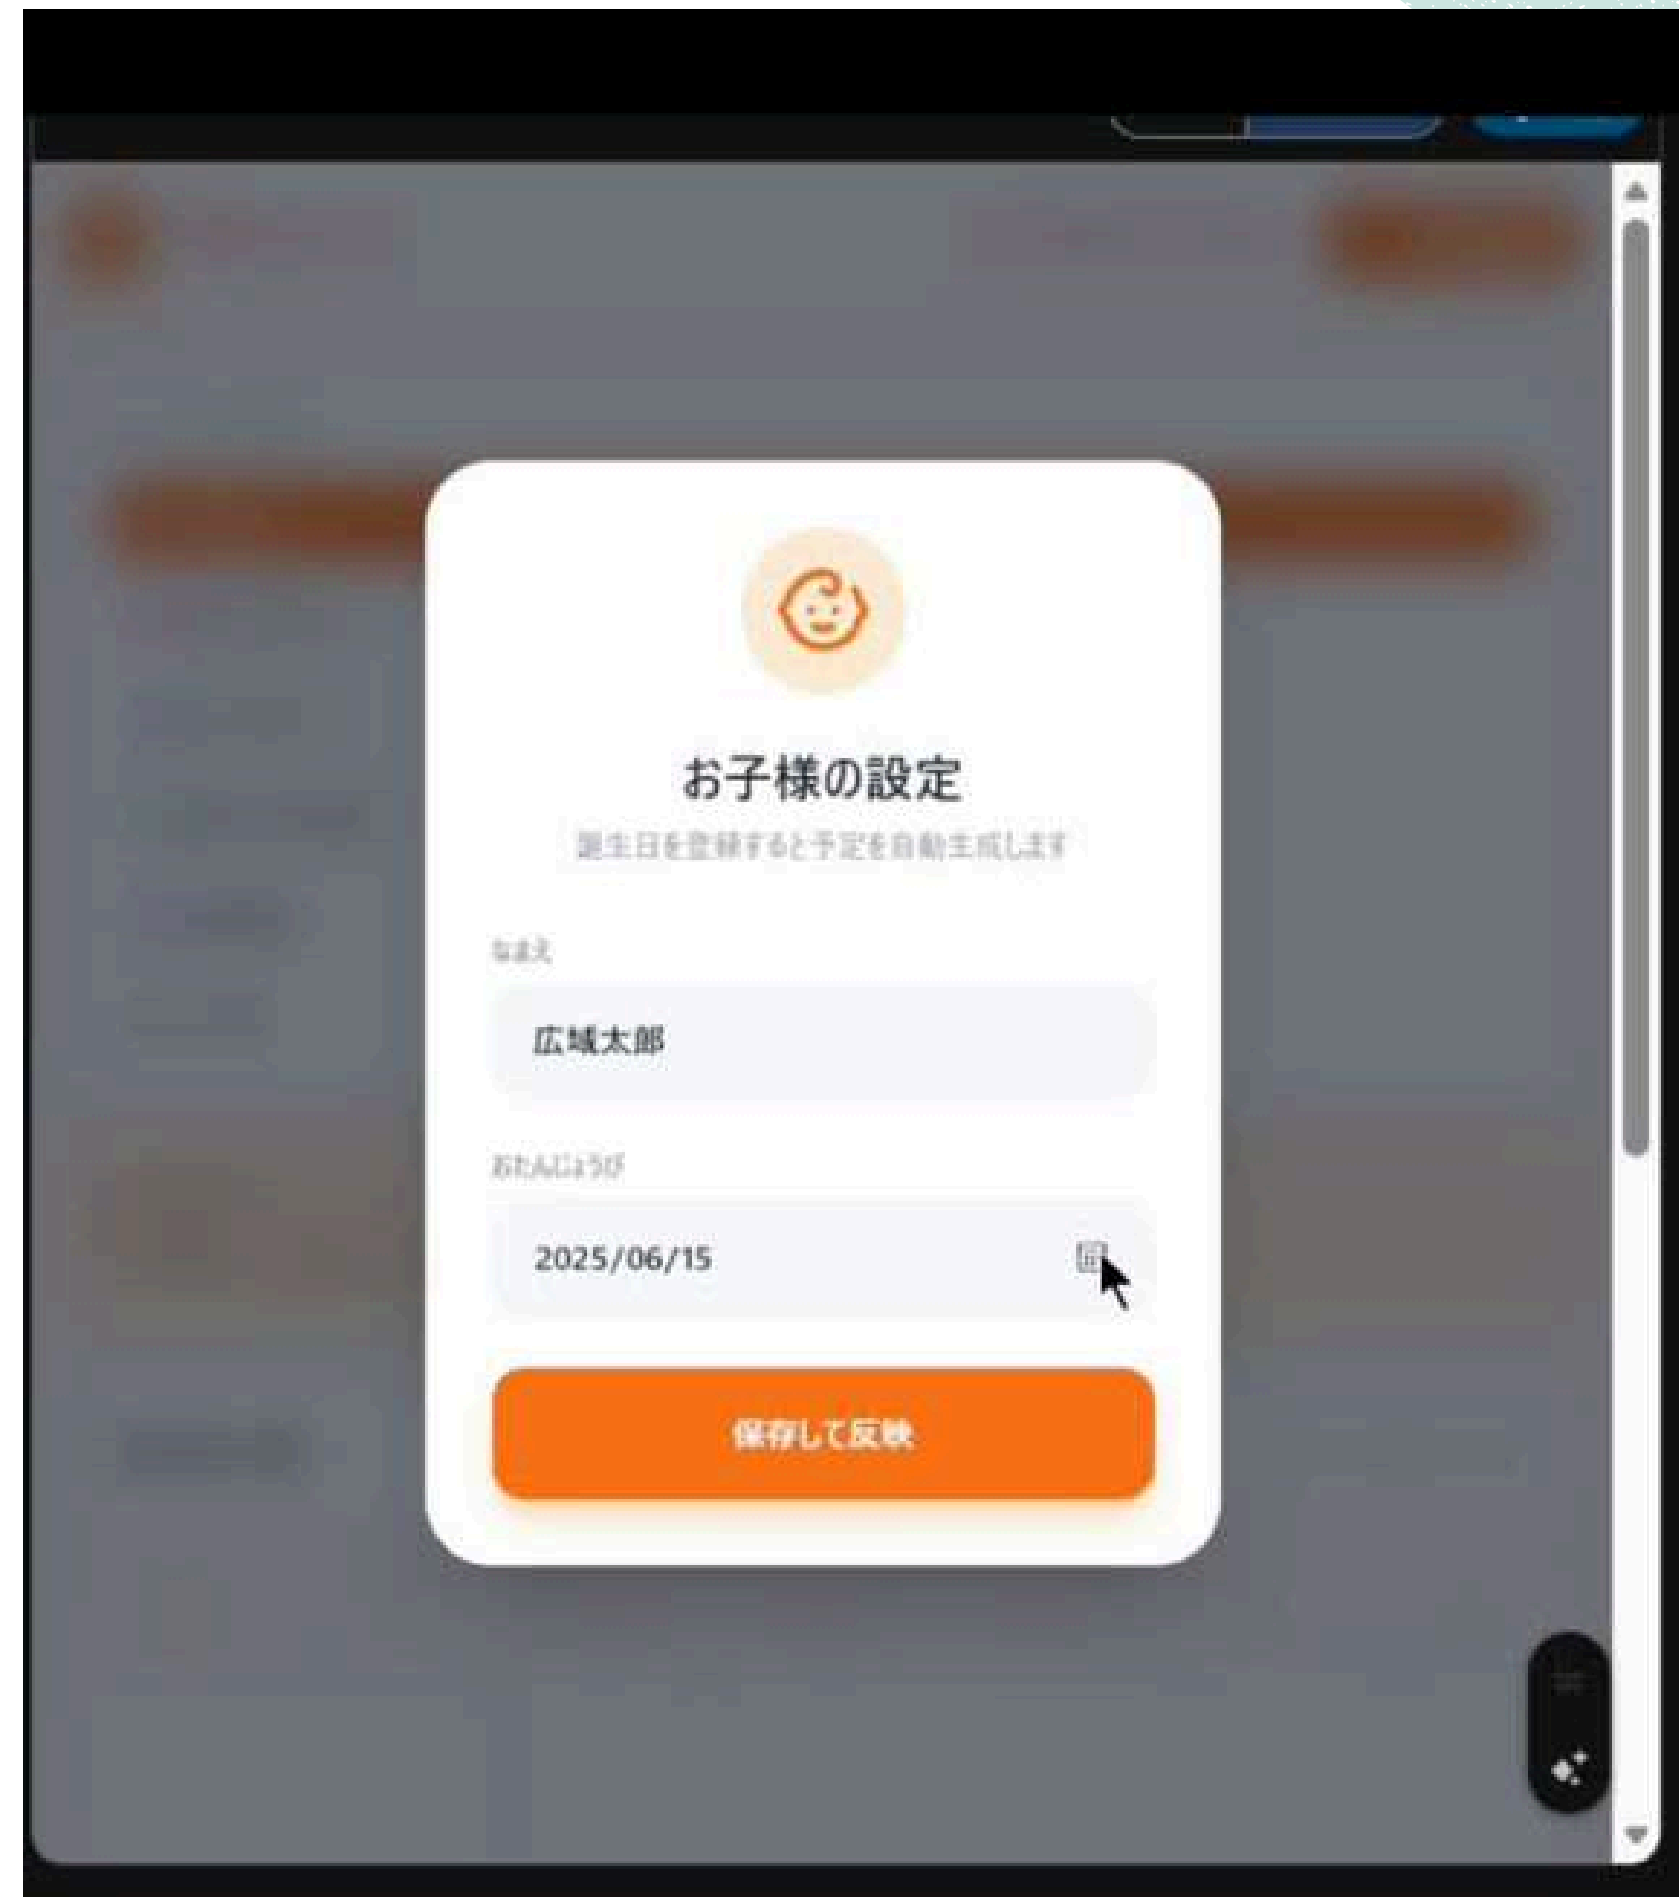 お子様の設定
誕生日を登録すると予定を自動生成します
なまえ
広域太郎
おたんじょうび
2025/06/15
保存して反映